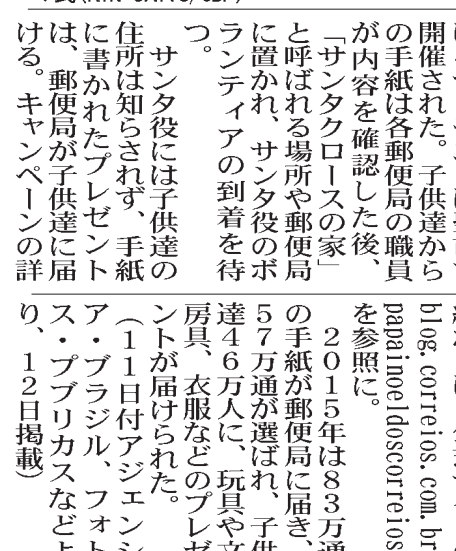 開催された。子供達から
の手紙は各郵便局の職員
が内容を確認した後、
「サンタクロースの家」
と呼ばれる場所や郵便局
に置かれ、サンタ役のボ
ランティアの到着を待
つ。
サンタ役には子供達の
住所は知らされず、手紙
に書かれたプレゼント
は、郵便局が子供達に届
ける。キャンペーンの詳
blog.correios.com.br
papainoeldoscorreios
を参照に。
２０１５年は８３万通
の手紙が郵便局に届き、
５７万通が選ばれ、子供
達４６万人に、玩具や文
房具、衣服などのプレゼ
ントが届けられた。
（１１日付アジェンシ
ア・ブラジル、フォト
ス・プブリカスなどよ
り、１２日掲載）